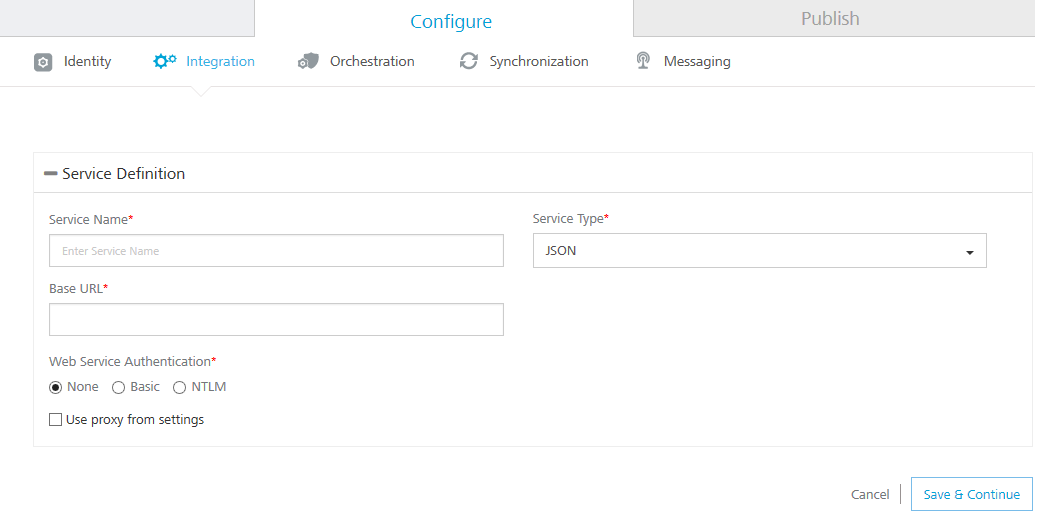 Configure
Publish
Identity
Integration
Orchestration
Synchronization
Messaging
Service Definition
Service Name*
Service Type*
Enter Service Name
JSON
Base URL*
Web Service Authentication*
None
Basic
NTLM
Use proxy from settings
Cancel
Save & Continue